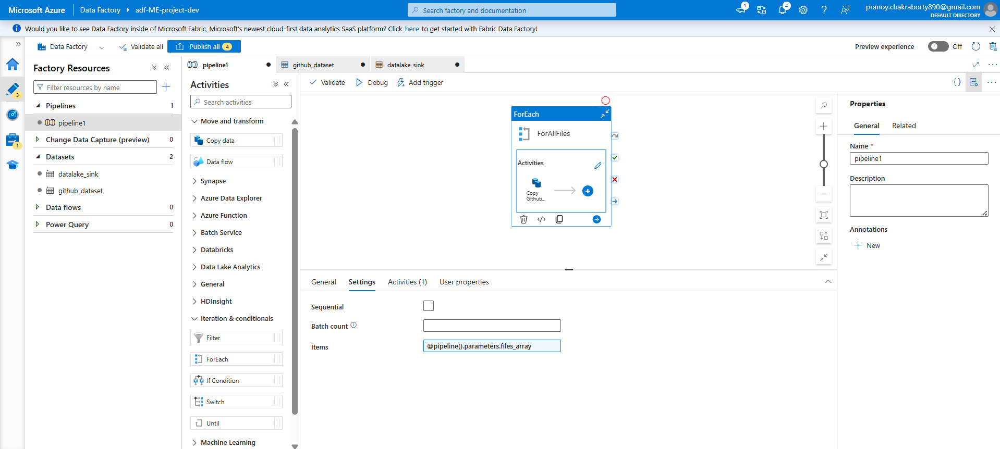 Microsoft Azure
Data Factory
adf-ME-project-dev
Search factory and documentation
1
4
pranoy.chakraborty890@gmail.com
DEFAULT DIRECTORY
Would you like to see Data Factory inside of Microsoft Fabric, Microsoft's newest cloud-first data analytics SaaS platform? Click here to get started with Fabric Data Factory!
Data Factory
Validate all
Publish all 4
Preview experience
Off
3
1
Factory Resources
Filter resources by name
Pipelines 1
pipeline1
Change Data Capture (preview) 0
Datasets 2
datalake_sink
github_dataset
Data flows 0
Power Query 0
pipeline1
github_dataset
datalake_sink
Activities
Search activities
Move and transform
Copy data
Data flow
Synapse
Azure Data Explorer
Azure Function
Batch Service
Databricks
Data Lake Analytics
General
HDInsight
Iteration & conditionals
Filter
ForEach
If Condition
Switch
Until
Machine Learning
Validate
Debug
Add trigger
ForEach
ForAllFiles
Activities
Copy
Github...
General
Settings
Activities (1)
User properties
Sequential
Batch count
Items
@pipeline().parameters.files_array
Properties
General
Related
Name *
pipeline1
Description
Annotations
New